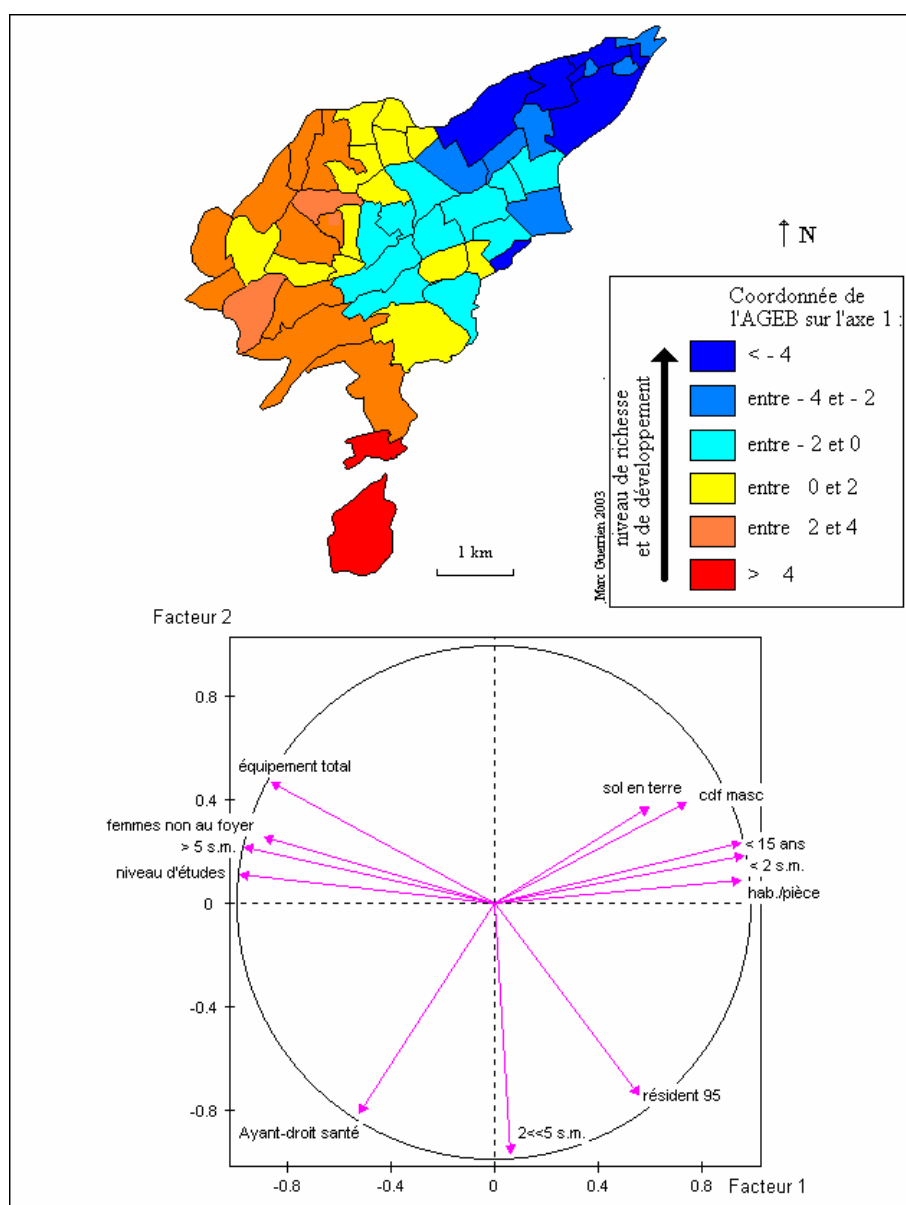 ↑ N
Coordonnée de
l'AGEB sur l'axe 1 :
< - 4
entre - 4 et - 2
entre - 2 et 0
entre 0 et 2
entre 2 et 4
> 4
niveau de richesse
et de développement
.Marc Guerrien 2003
1 km
Facteur 2
0.8
0.4
0
-0.4
-0.8
équipement total
femmes non au foyer
> 5 s.m.
niveau d'études
sol en terre
cdf masc
< 15 ans
< 2 s.m.
hab./pièce
résident 95
Ayant-droit santé
2<<5 s.m.
-0.8
-0.4
0
0.4
0.8
Facteur 1